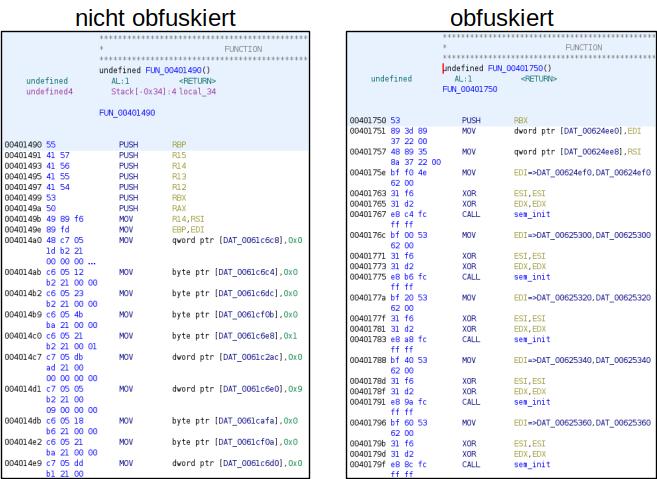 nicht obfuskiert
************************************************
* FUNCTION
************************************************
undefined FUN_00401490()
undefined AL:1 <RETURN>
undefined4 Stack[-0x34]:4 local_34
FUN_00401490
00401490 55 PUSH RBP
00401491 41 57 PUSH R15
00401493 41 56 PUSH R14
00401495 41 55 PUSH R13
00401497 41 54 PUSH R12
00401499 53 PUSH RBX
0040149a 50 PUSH RAX
0040149b 49 89 f6 MOV R14,RSI
0040149e 89 fd MOV EBP,EDI
004014a0 48 c7 05 MOV qword ptr [DAT_0061c6c8],0x0
1d b2 21
00 00 00 ...
004014ab c6 05 12 MOV byte ptr [DAT_0061c6c4],0x0
b2 21 00 00
004014b2 c6 05 23 MOV byte ptr [DAT_0061c6dc],0x0
b2 21 00 00
004014b9 c6 05 4b MOV byte ptr [DAT_0061cf0b],0x0
ba 21 00 00
004014c0 c6 05 21 MOV byte ptr [DAT_0061c6e8],0x1
b2 21 00 01
004014c7 c7 05 db MOV dword ptr [DAT_0061c2ac],0x0
ad 21 00
00 00 00 00
004014d1 c7 05 05 MOV dword ptr [DAT_0061c6e0],0x9
b2 21 00
09 00 00 00
004014db c6 05 18 MOV byte ptr [DAT_0061cafa],0x0
b6 21 00 00
004014e2 c6 05 21 MOV byte ptr [DAT_0061cf0a],0x0
ba 21 00 00
004014e9 c7 05 dd MOV dword ptr [DAT_0061c6d0],0x0
b1 21 00
obfuskiert
************************************************
* FUNCTION
************************************************
undefined FUN_00401750()
undefined AL:1 <RETURN>
FUN_00401750
00401750 53 PUSH RBX
00401751 89 3d 89 MOV dword ptr [DAT_00624ee0],EDI
37 22 00
00401757 48 89 35 MOV qword ptr [DAT_00624ee8],RSI
8a 37 22 00
0040175e bf f0 4e MOV EDI=>DAT_00624ef0,DAT_00624ef0
62 00
00401763 31 f6 XOR ESI,ESI
00401765 31 d2 XOR EDX,EDX
00401767 e8 c4 fc CALL sem_init
ff ff
0040176c bf 00 53 MOV EDI=>DAT_00625300,DAT_00625300
62 00
00401771 31 f6 XOR ESI,ESI
00401773 31 d2 XOR EDX,EDX
00401775 e8 b6 fc CALL sem_init
ff ff
0040177a bf 20 53 MOV EDI=>DAT_00625320,DAT_00625320
62 00
0040177f 31 f6 XOR ESI,ESI
00401781 31 d2 XOR EDX,EDX
00401783 e8 a8 fc CALL sem_init
ff ff
00401788 bf 40 53 MOV EDI=>DAT_00625340,DAT_00625340
62 00
0040178d 31 f6 XOR ESI,ESI
0040178f 31 d2 XOR EDX,EDX
00401791 e8 9a fc CALL sem_init
ff ff
00401796 bf 60 53 MOV EDI=>DAT_00625360,DAT_00625360
62 00
0040179b 31 f6 XOR ESI,ESI
0040179d 31 d2 XOR EDX,EDX
0040179f e8 8c fc CALL sem_init
ff ff